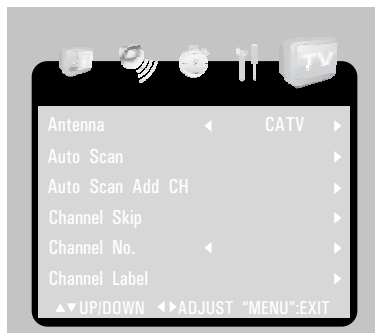 TV
Antenna ◀ CATV ▶
Auto Scan ▶
Auto Scan Add CH ▶
Channel Skip ▶
Channel No. ◀ ▶
Channel Label ▶
▲▼UP/DOWN ◀▶ADJUST "MENU":EXIT